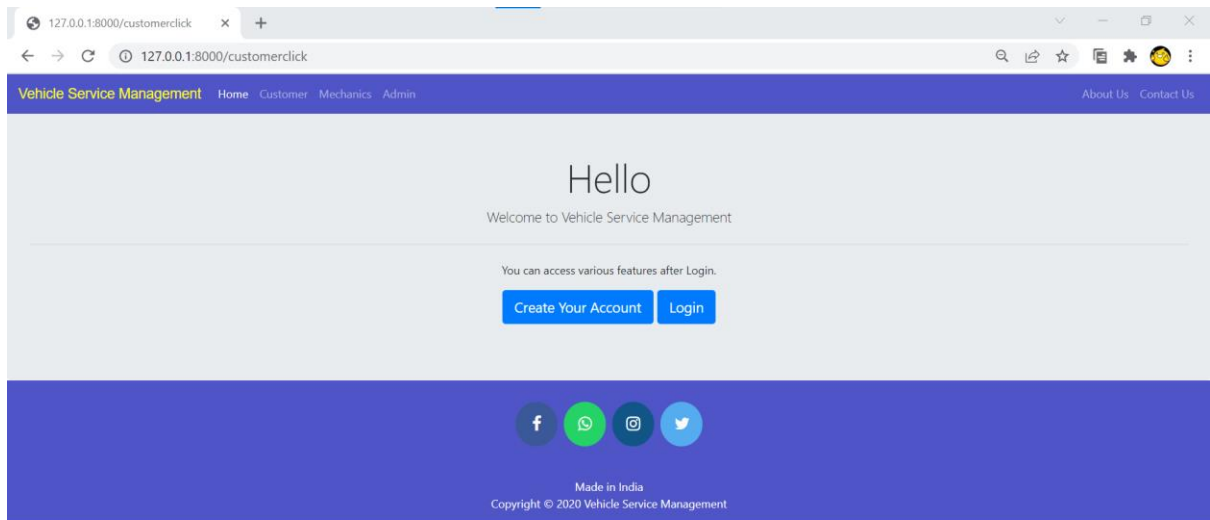 127.0.0.1:8000/customerclick
127.0.0.1:8000/customerclick
Vehicle Service Management Home Customer Mechanics Admin About Us Contact Us
Hello
Welcome to Vehicle Service Management
You can access various features after Login.
Create Your Account Login
Made in India
Copyright © 2020 Vehicle Service Management